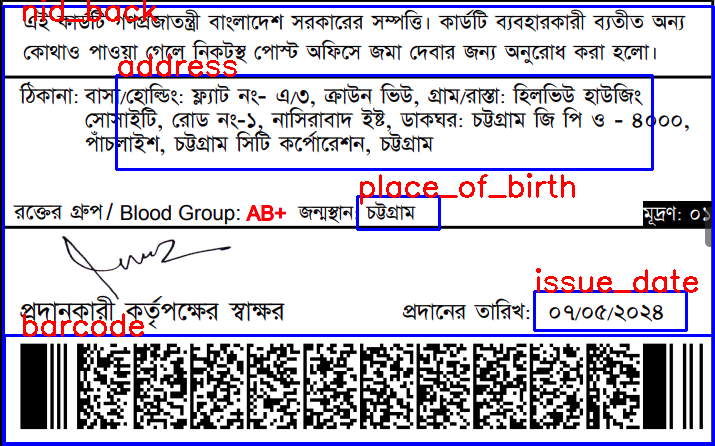 nid_back
এই কার্ডটি গণপ্রজাতন্ত্রী বাংলাদেশ সরকারের সম্পত্তি। কার্ডটি ব্যবহারকারী ব্যতীত অন্য
কোথাও পাওয়া গেলে নিকটস্থ পোস্ট অফিসে জমা দেবার জন্য অনুরোধ করা হলো।
address
ঠিকানা: বাসা/হোল্ডিং: ফ্ল্যাট নং- এ/৩, ক্রাউন ভিউ, গ্রাম/রাস্তা: হিলভিউ হাউজিং
সোসাইটি, রোড নং-১, নাসিরাবাদ ইষ্ট, ডাকঘর: চট্টগ্রাম জি পি ও - ৪০০০,
পাঁচলাইশ, চট্টগ্রাম সিটি কর্পোরেশন, চট্টগ্রাম
place_of_birth
রক্তের গ্রুপ / Blood Group: AB+ জন্মস্থান: চট্টগ্রাম মূদ্রণ: ০১
issue_date
প্রদানকারী কর্তৃপক্ষের স্বাক্ষর প্রদানের তারিখ: ০৭/০৫/২০২৪
barcode